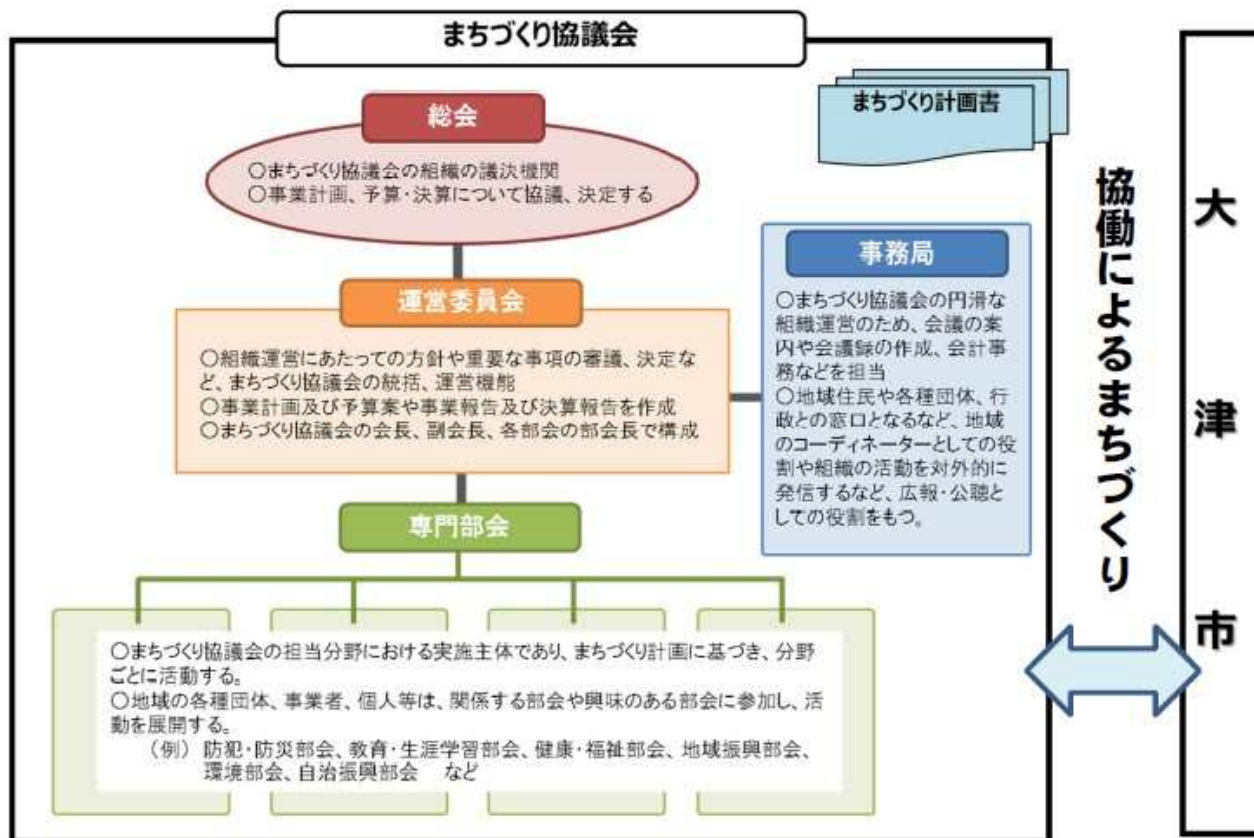 まちづくり協議会
まちづくり計画書
総会
○まちづくり協議会の組織の議決機関
○事業計画、予算・決算について協議、決定する
運営委員会
○組織運営にあたっての方針や重要な事項の審議、決定な
ど、まちづくり協議会の統括、運営機能
○事業計画及び予算案や事業報告及び決算報告を作成
○まちづくり協議会の会長、副会長、各部会の部会長で構成
事務局
○まちづくり協議会の円滑な
組織運営のため、会議の案
内や会議録の作成、会計事
務などを担当
○地域住民や各種団体、行
政との窓口となるなど、地域
のコーディネーターとしての役
割や組織の活動を対外的に
発信するなど、広報・公聴と
しての役割をもつ。
専門部会
○まちづくり協議会の担当分野における実施主体であり、まちづくり計画に基づき、分野
ごとに活動する。
○地域の各種団体、事業者、個人等は、関係する部会や興味のある部会に参加し、活
動を展開する。
（例） 防犯・防災部会、教育・生涯学習部会、健康・福祉部会、地域振興部会、
環境部会、自治振興部会 など
協働によるまちづくり
大津市